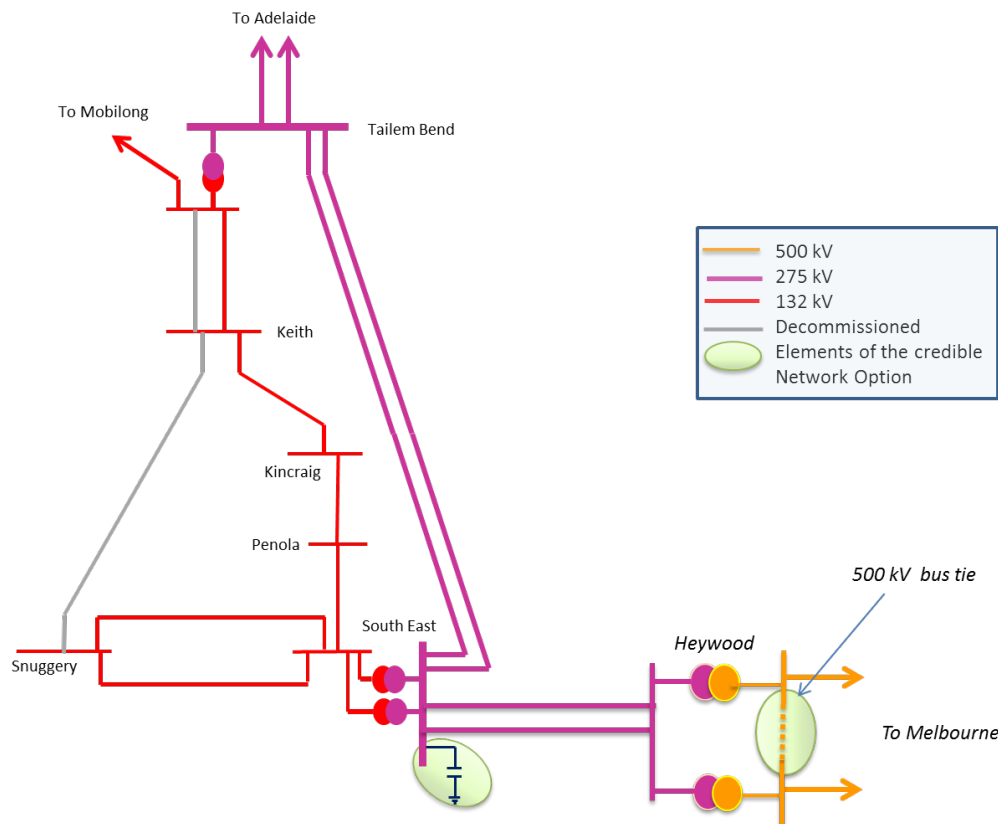 To Adelaide
To Mobilong
Tailem Bend
500 kV
275 kV
132 kV
Decommissioned
Elements of the credible
Network Option
Keith
Kincraig
Penola
500 kV bus tie
South East
Heywood
Snuggery
To Melbourne